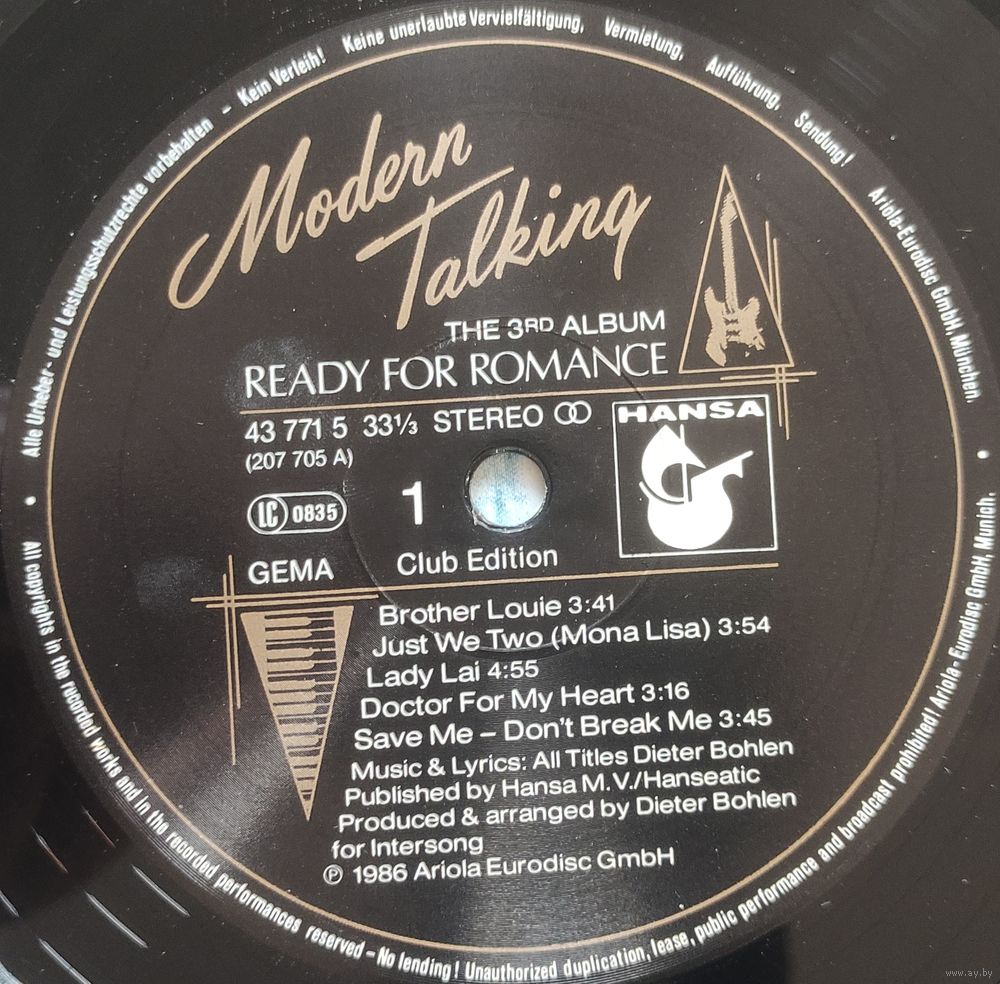 Alle Urheber- und Leistungsschutzrechte vorbehalten – Kein Verleih! Keine unerlaubte Vervielfältigung, Vermietung, Aufführung, Sendung! Ariola-Eurodisc GmbH, München.
Modern
Talking
THE 3RD ALBUM
READY FOR ROMANCE
43 771 5 33⅓ STEREO
(207 705 A)
HANSA
LC 0835
1
GEMA
Club Edition
Brother Louie 3:41
Just We Two (Mona Lisa) 3:54
Lady Lai 4:55
Doctor For My Heart 3:16
Save Me – Don't Break Me 3:45
Music & Lyrics: All Titles Dieter Bohlen
Published by Hansa M.V./Hanseatic
Produced & arranged by Dieter Bohlen
for Intersong
℗ 1986 Ariola Eurodisc GmbH
All copyrights in the recorded works and in the recorded performances reserved – No lending! Unauthorized duplication, lease, public performance and broadcast prohibited! Ariola-Eurodisc GmbH, Munich.
www.ay.by